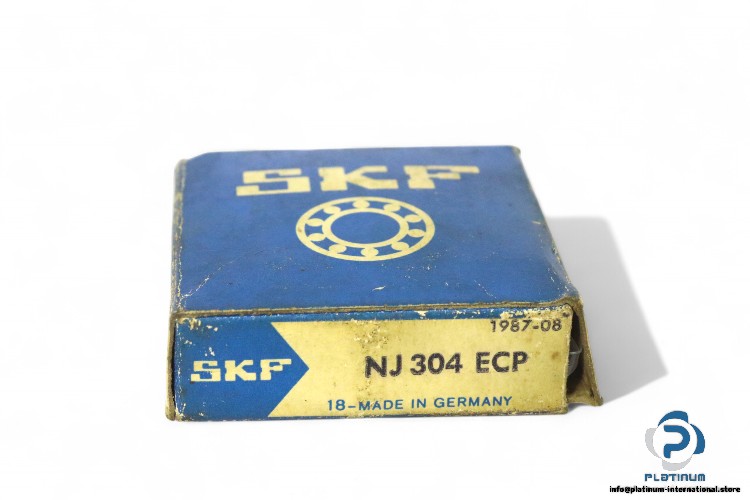 SKF
1987-08
SKF
NJ 304 ECP
18-MADE IN GERMANY
PLATINUM
info@platinum-international.store